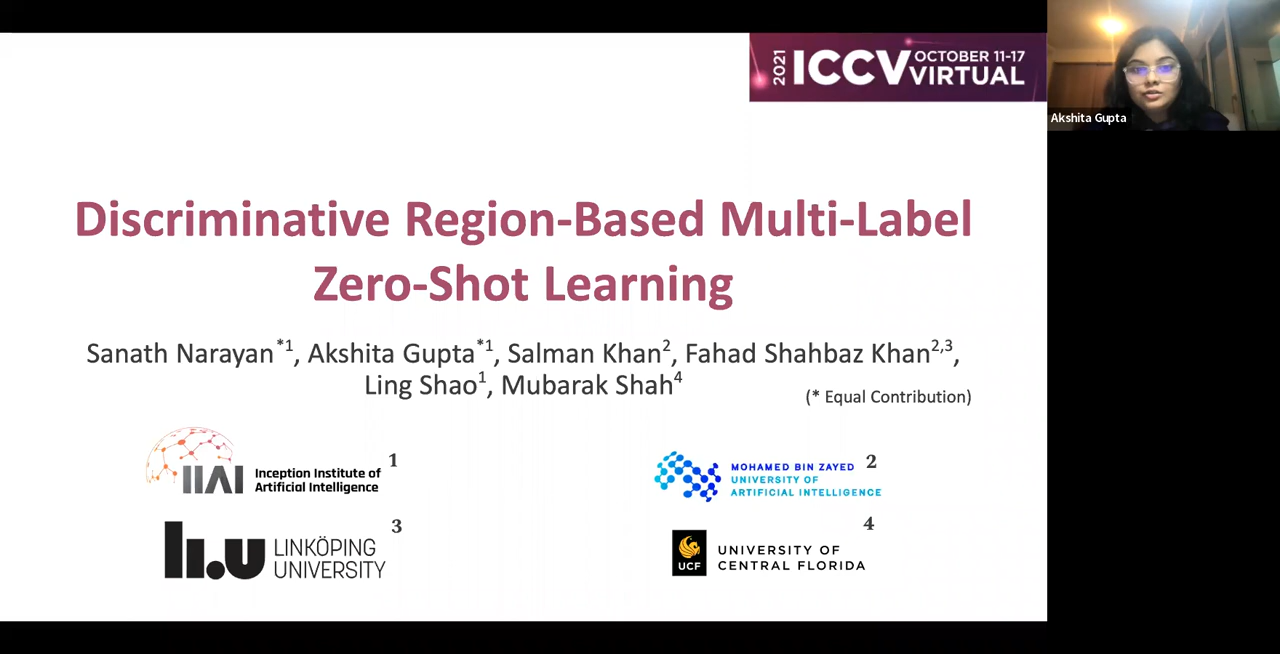 2021 ICCV OCTOBER 11-17
VIRTUAL
Akshita Gupta
Discriminative Region-Based Multi-Label
Zero-Shot Learning
Sanath Narayan*1, Akshita Gupta*1, Salman Khan2, Fahad Shahbaz Khan2,3,
Ling Shao1, Mubarak Shah4
(* Equal Contribution)
IIAI Inception Institute of
Artificial Intelligence
1
MOHAMED BIN ZAYED
UNIVERSITY OF
ARTIFICIAL INTELLIGENCE
2
li.u LINKÖPING
UNIVERSITY
3
UCF
UNIVERSITY OF
CENTRAL FLORIDA
4